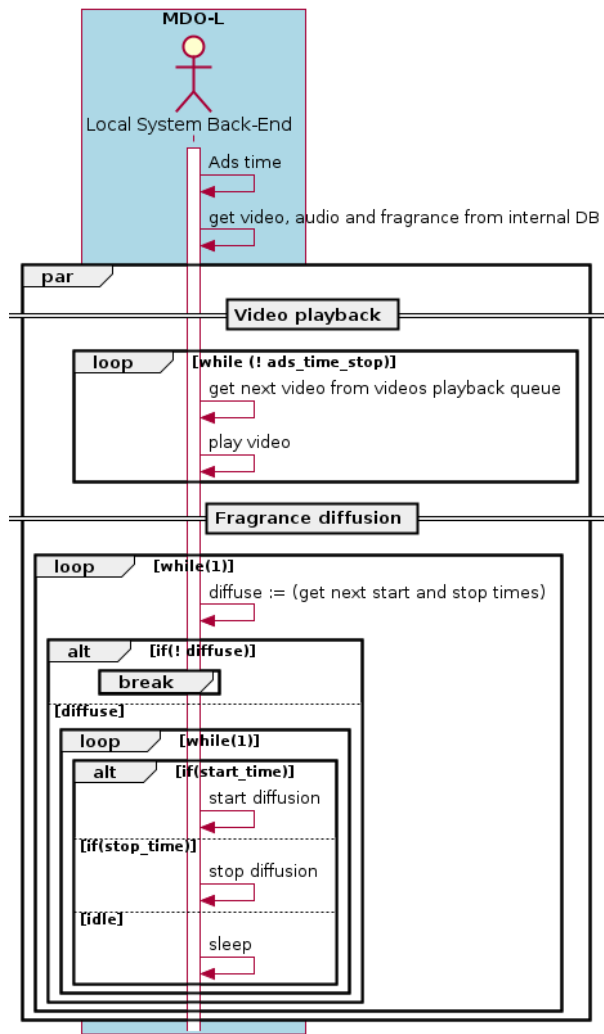 MDO-L
Local System Back-End
Ads time
get video, audio and fragrance from internal DB
par
Video playback
loop [while (! ads_time_stop)]
get next video from videos playback queue
play video
Fragrance diffusion
loop [while(1)]
diffuse := (get next start and stop times)
alt [if(! diffuse)]
break
[diffuse]
loop [while(1)]
alt [if(start_time)]
start diffusion
[if(stop_time)]
stop diffusion
[idle]
sleep